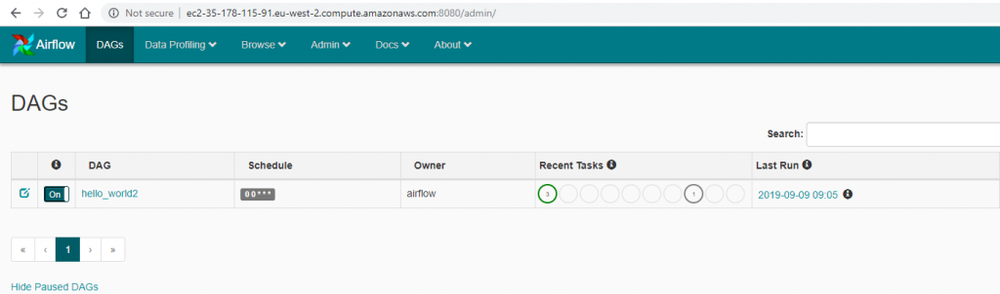 Not secure | ec2-35-178-115-91.eu-west-2.compute.amazonaws.com:8080/admin/
Airflow DAGs Data Profiling Browse Admin Docs About
DAGs
Search:
DAG Schedule Owner Recent Tasks Last Run
On hello_world2 0 0 * * * airflow 3 1 2019-09-09 09:05
« ‹ 1 › »
Hide Paused DAGs